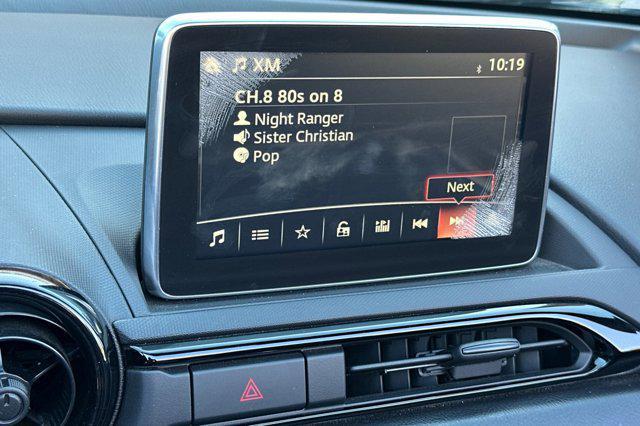 XM 10:19
CH.8 80s on 8
Night Ranger
Sister Christian
Pop
Next